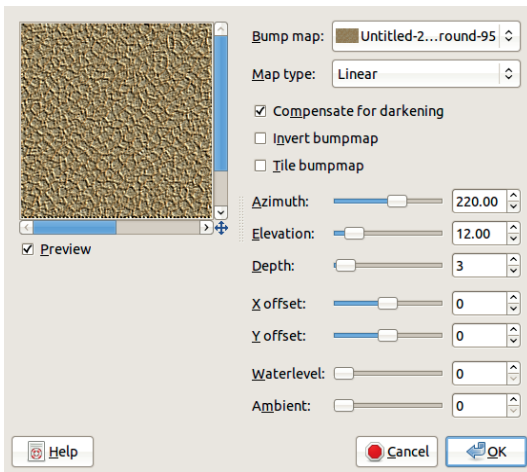 Bump map: Untitled-2...round-95
Map type: Linear
Compensate for darkening
Invert bumpmap
Tile bumpmap
Azimuth: 220.00
Elevation: 12.00
Depth: 3
X offset: 0
Y offset: 0
Waterlevel: 0
Ambient: 0
Preview
Help
Cancel
OK